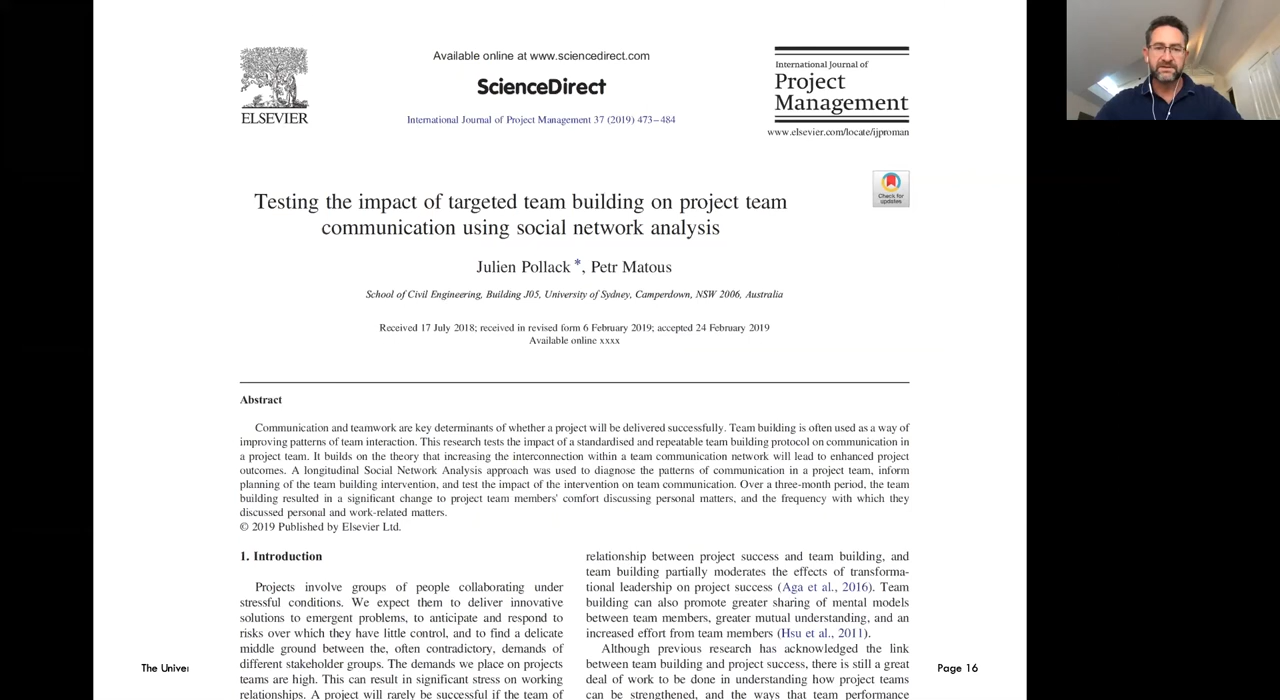 Available online at www.sciencedirect.com
ScienceDirect
International Journal of Project Management 37 (2019) 473–484
ELSEVIER
International Journal of
Project
Management
www.elsevier.com/locate/ijproman
Check for
updates
Testing the impact of targeted team building on project team
communication using social network analysis
Julien Pollack *, Petr Matous
School of Civil Engineering, Building J05, University of Sydney, Camperdown, NSW 2006, Australia
Received 17 July 2018; received in revised form 6 February 2019; accepted 24 February 2019
Available online xxxx
Abstract
Communication and teamwork are key determinants of whether a project will be delivered successfully. Team building is often used as a way of
improving patterns of team interaction. This research tests the impact of a standardised and repeatable team building protocol on communication in
a project team. It builds on the theory that increasing the interconnection within a team communication network will lead to enhanced project
outcomes. A longitudinal Social Network Analysis approach was used to diagnose the patterns of communication in a project team, inform
planning of the team building intervention, and test the impact of the intervention on team communication. Over a three-month period, the team
building resulted in a significant change to project team members' comfort discussing personal matters, and the frequency with which they
discussed personal and work-related matters.
© 2019 Published by Elsevier Ltd.
1. Introduction
Projects involve groups of people collaborating under
stressful conditions. We expect them to deliver innovative
solutions to emergent problems, to anticipate and respond to
risks over which they have little control, and to find a delicate
middle ground between the, often contradictory, demands of
different stakeholder groups. The demands we place on projects
teams are high. This can result in significant stress on working
relationships. A project will rarely be successful if the team of
relationship between project success and team building, and
team building partially moderates the effects of transforma-
tional leadership on project success (Aga et al., 2016). Team
building can also promote greater sharing of mental models
between team members, greater mutual understanding, and an
increased effort from team members (Hsu et al., 2011).
Although previous research has acknowledged the link
between team building and project success, there is still a great
deal of work to be done in understanding how project teams
can be strengthened, and the ways that team performance
The Univer
Page 16